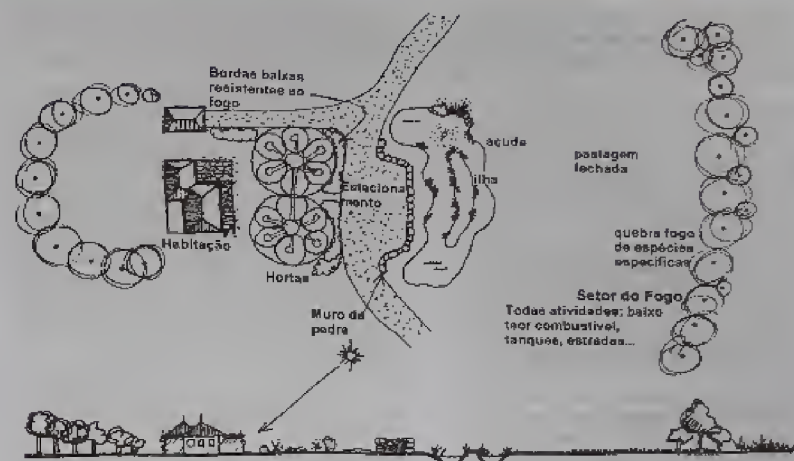 Bordas baixas
resistentes ao
fogo
açude
ilha
pastagem
fechada
Estaciona
mento
Habitação
Hortas
quebra fogo
de espécies
específicas
Setor do Fogo
Todas atividades: baixo
teor combustível,
tanques, estradas...
Muro de
pedra